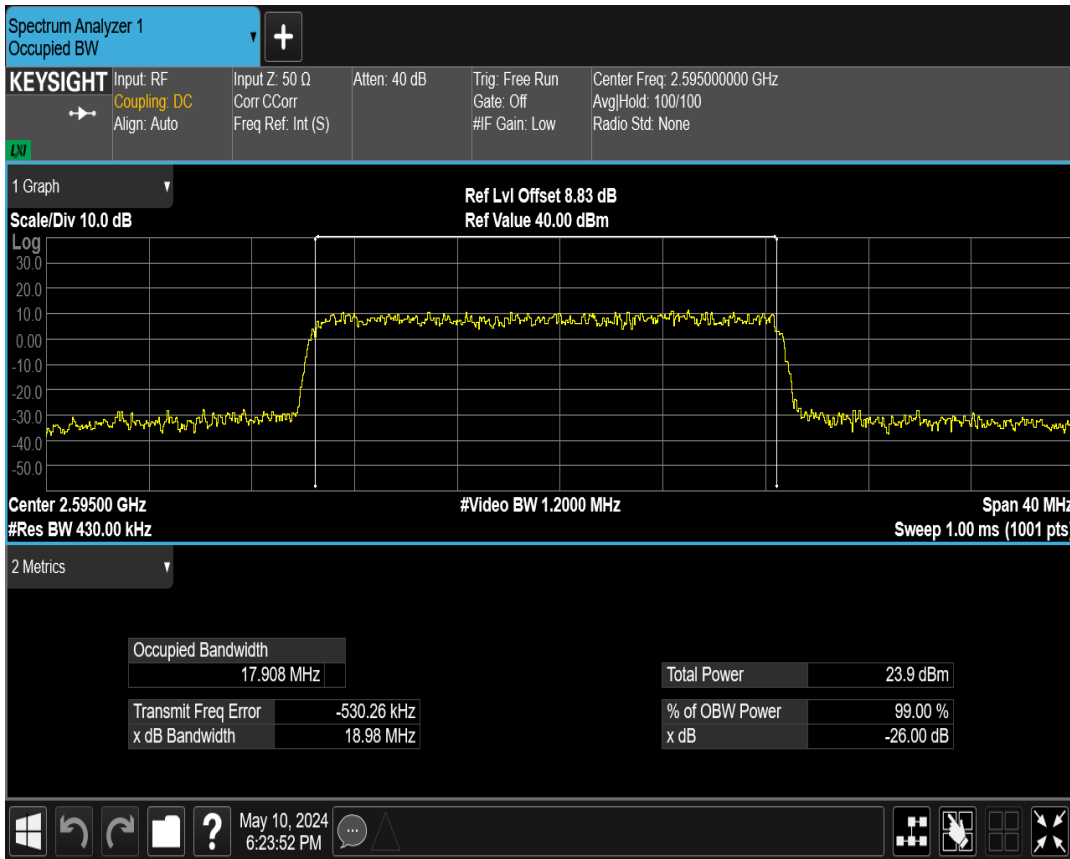 Spectrum Analyzer 1
Occupied BW
+
KEYSIGHT
LXI
Input: RF
Coupling: DC
Align: Auto
Input Z: 50 Ω
Corr CCorr
Freq Ref: Int (S)
Atten: 40 dB
Trig: Free Run
Gate: Off
#IF Gain: Low
Center Freq: 2.595000000 GHz
Avg|Hold: 100/100
Radio Std: None
1 Graph
Scale/Div 10.0 dB
Ref Lvl Offset 8.83 dB
Ref Value 40.00 dBm
Log
30.0
20.0
10.0
0.00
-10.0
-20.0
-30.0
-40.0
-50.0
Center 2.59500 GHz
#Video BW 1.2000 MHz
Span 40 MHz
#Res BW 430.00 kHz
Sweep 1.00 ms (1001 pts)
2 Metrics
Occupied Bandwidth
17.908 MHz
Total Power 23.9 dBm
Transmit Freq Error -530.26 kHz
% of OBW Power 99.00 %
x dB Bandwidth 18.98 MHz
x dB -26.00 dB
?
May 10, 2024
6:23:52 PM